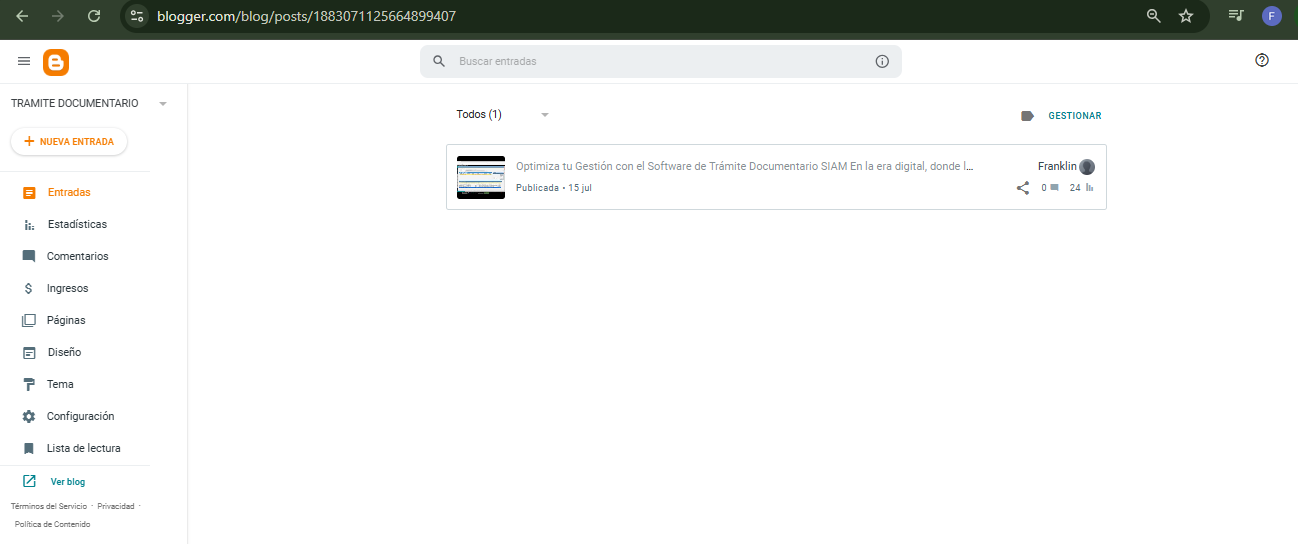 blogger.com/blog/posts/1883071125664899407
F
Buscar entradas
TRAMITE DOCUMENTARIO
NUEVA ENTRADA
Entradas
Estadísticas
Comentarios
Ingresos
Páginas
Diseño
Tema
Configuración
Lista de lectura
Ver blog
Términos del Servicio · Privacidad ·
Política de Contenido
Todos (1)
GESTIONAR
Optimiza tu Gestión con el Software de Trámite Documentario SIAM En la era digital, donde l…
Franklin
Publicada • 15 jul
0
24